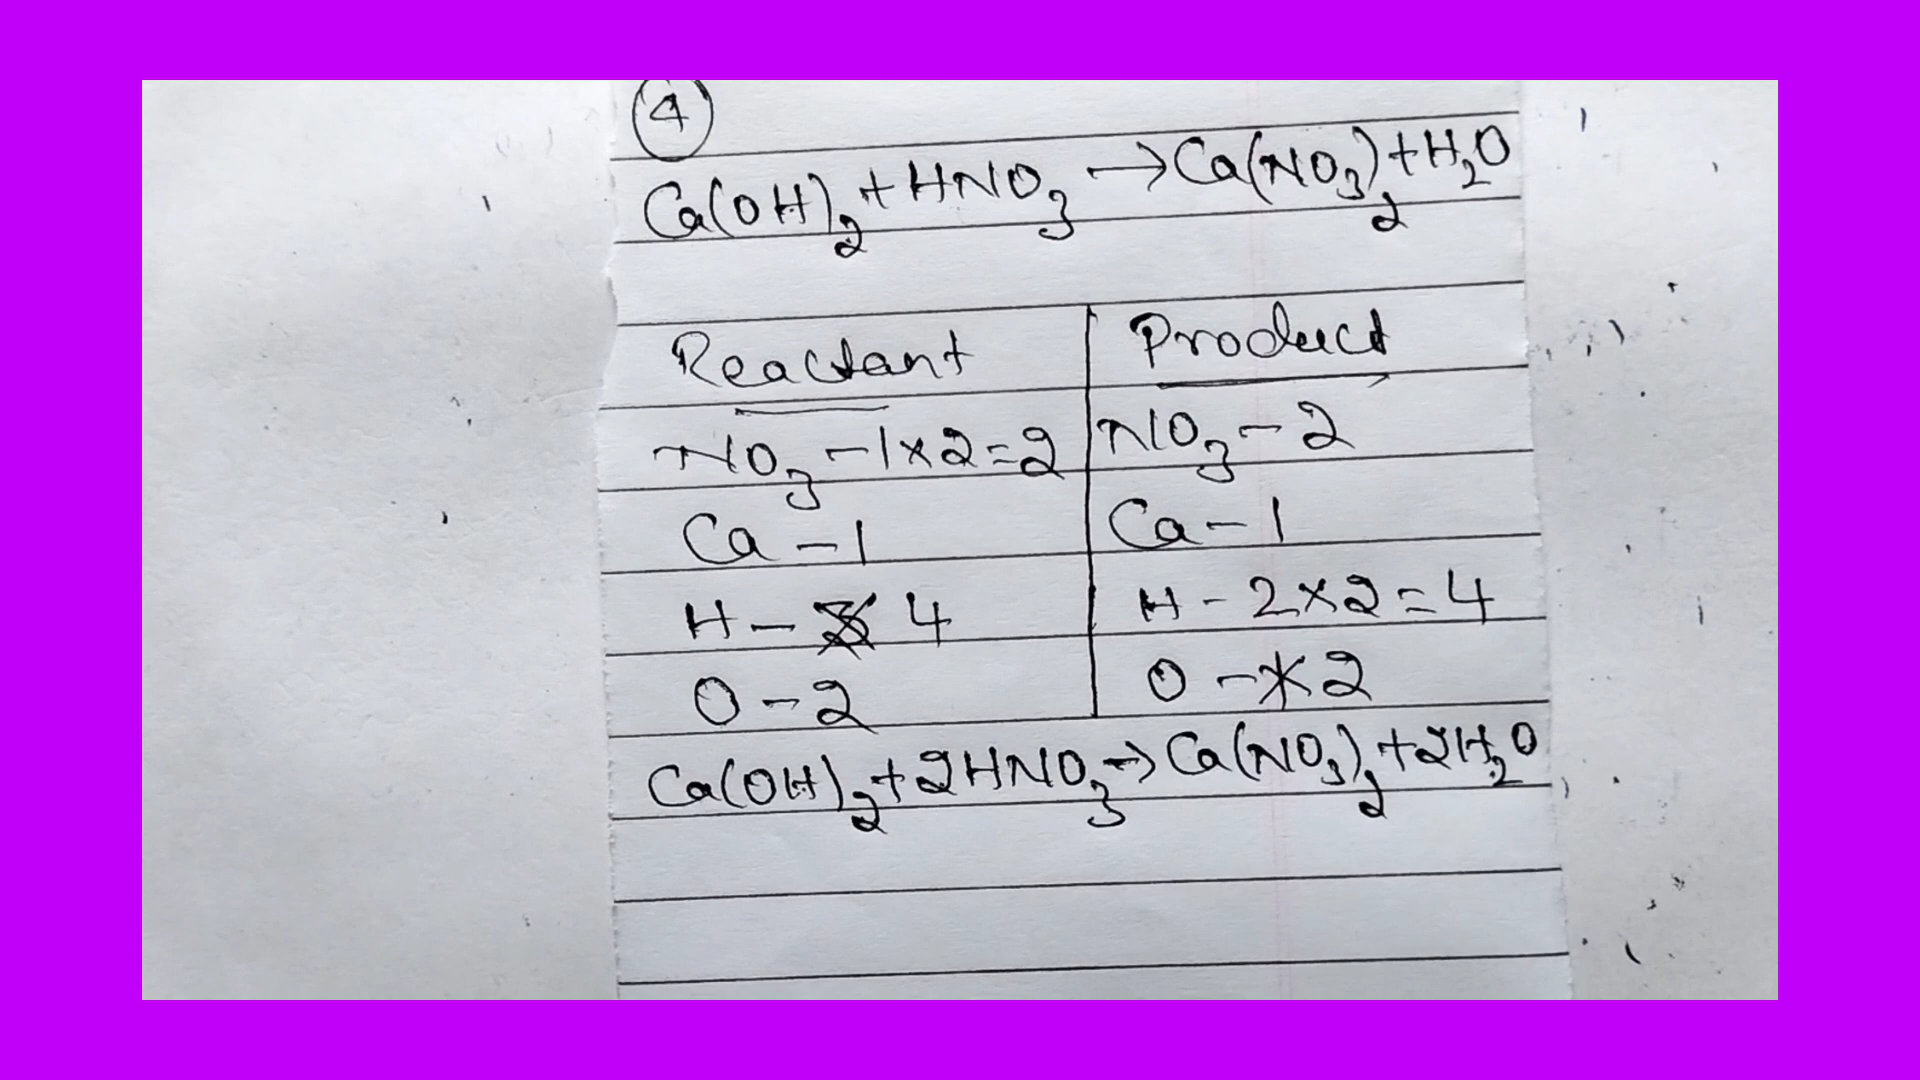 4
Ca(OH)₂ + HNO₃ → Ca(NO₃)₂ + H₂O
Reactant Product
NO₃ - 1×2=2 NO₃ - 2
Ca - 1 Ca - 1
H - 3 4 H - 2×2=4
O - 2 O - 1 2
Ca(OH)₂ + 2HNO₃ → Ca(NO₃)₂ + 2H₂O